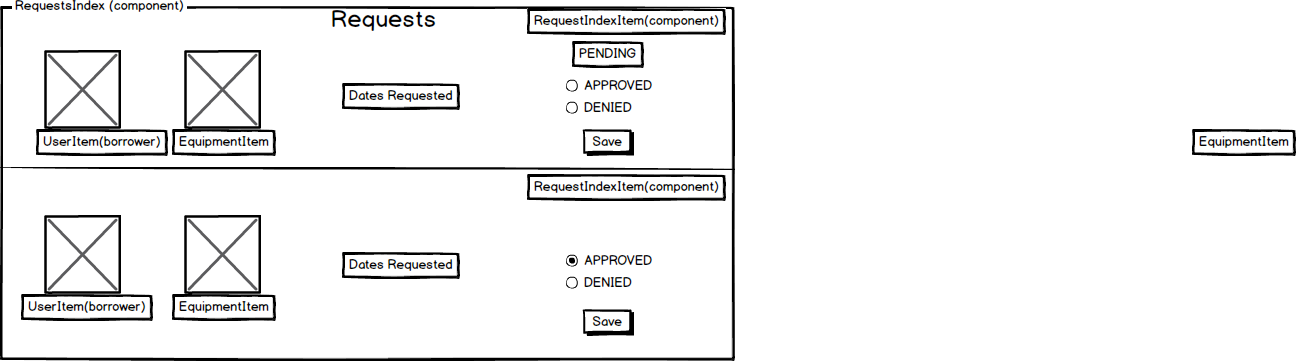 RequestsIndex (component)
Requests
RequestIndexItem(component)
PENDING
APPROVED
Dates Requested
DENIED
UserItem(borrower)
EquipmentItem
Save
EquipmentItem
RequestIndexItem(component)
APPROVED
Dates Requested
DENIED
UserItem(borrower)
EquipmentItem
Save